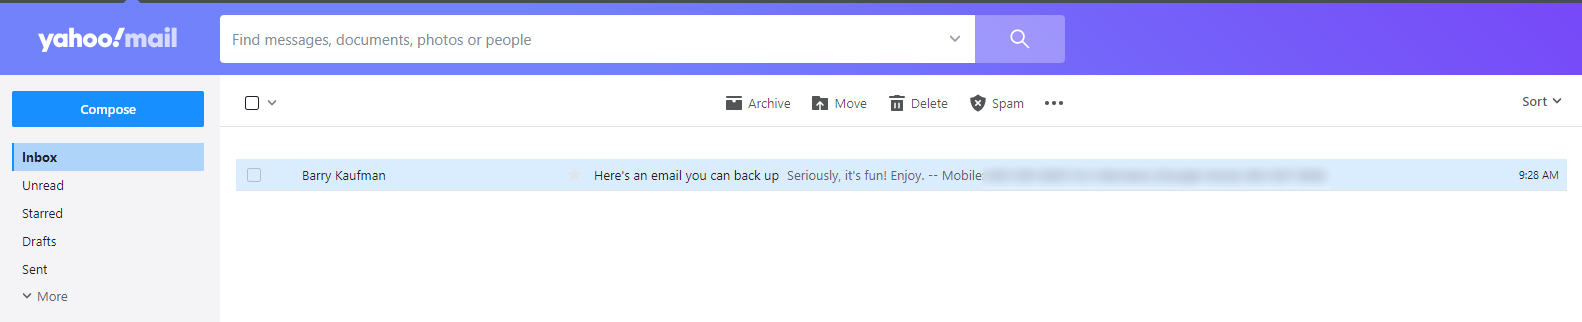 yahoo!mail
Find messages, documents, photos or people
Compose
Archive Move Delete Spam
Sort
Inbox
Barry Kaufman Here's an email you can back up Seriously, it's fun! Enjoy. -- Mobile 9:28 AM
Unread
Starred
Drafts
Sent
More